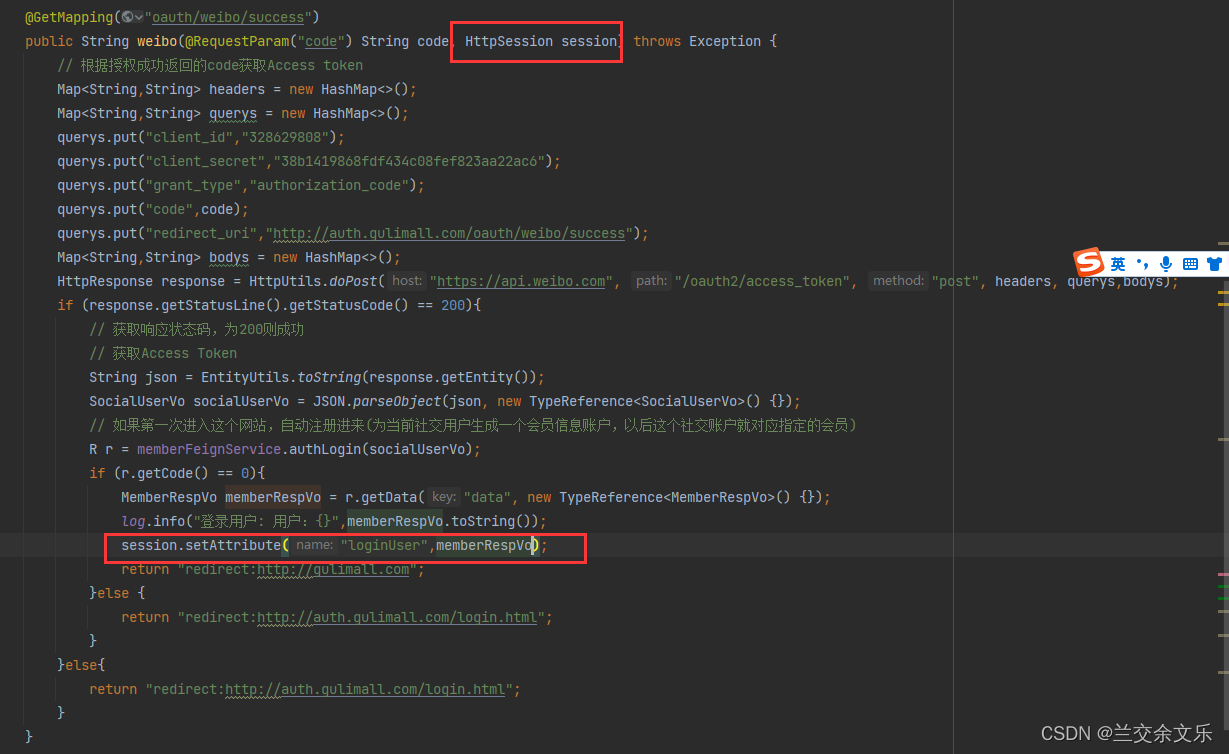 @GetMapping("oauth/weibo/success")
public String weibo(@RequestParam("code") String code, HttpSession session) throws Exception {
// 根据授权成功返回的code获取Access token
Map<String,String> headers = new HashMap<>();
Map<String,String> querys = new HashMap<>();
querys.put("client_id","328629808");
querys.put("client_secret","38b1419868fdf434c08fef823aa22ac6");
querys.put("grant_type","authorization_code");
querys.put("code",code);
querys.put("redirect_uri","http://auth.gulimall.com/oauth/weibo/success");
Map<String,String> bodys = new HashMap<>();
英
HttpResponse response = HttpUtils.doPost( host: "https://api.weibo.com", path: "/oauth2/access_token", method: "post", headers, querys,bodys);
if (response.getStatusLine().getStatusCode() == 200){
// 获取响应状态码，为200则成功
// 获取Access Token
String json = EntityUtils.toString(response.getEntity());
SocialUserVo socialUserVo = JSON.parseObject(json, new TypeReference<SocialUserVo>() {});
// 如果第一次进入这个网站，自动注册进来(为当前社交用户生成一个会员信息账户，以后这个社交账户就对应指定的会员)
R r = memberFeignService.authLogin(socialUserVo);
if (r.getCode() == 0){
MemberRespVo memberRespVo = r.getData( key: "data", new TypeReference<MemberRespVo>() {});
log.info("登录用户: 用户: {}",memberRespVo.toString());
session.setAttribute( name: "loginUser",memberRespVo);
return "redirect:http://gulimall.com";
}else {
return "redirect:http://auth.gulimall.com/login.html";
}
}else{
return "redirect:http://auth.gulimall.com/login.html";
}
}
CSDN @兰交余文乐